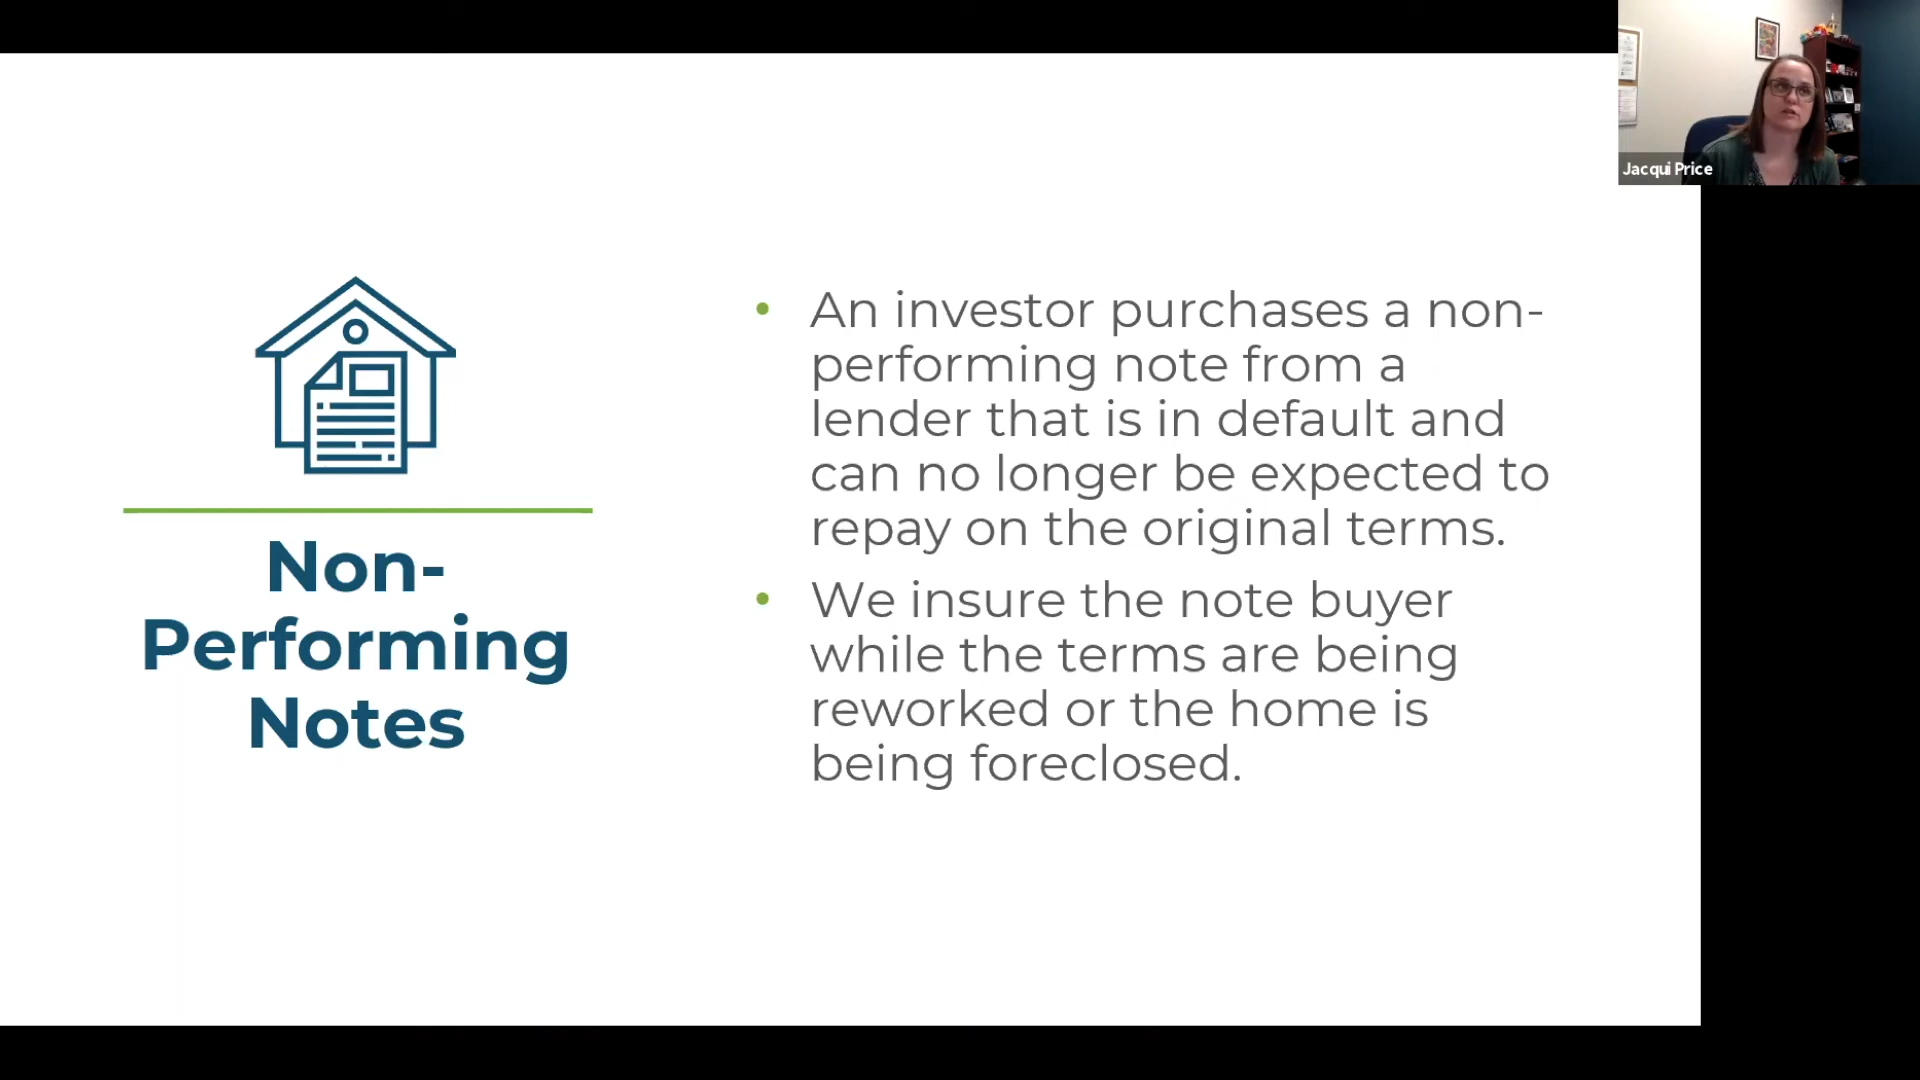 Jacqui Price
Non-
Performing
Notes
• An investor purchases a non-
performing note from a
lender that is in default and
can no longer be expected to
repay on the original terms.
• We insure the note buyer
while the terms are being
reworked or the home is
being foreclosed.